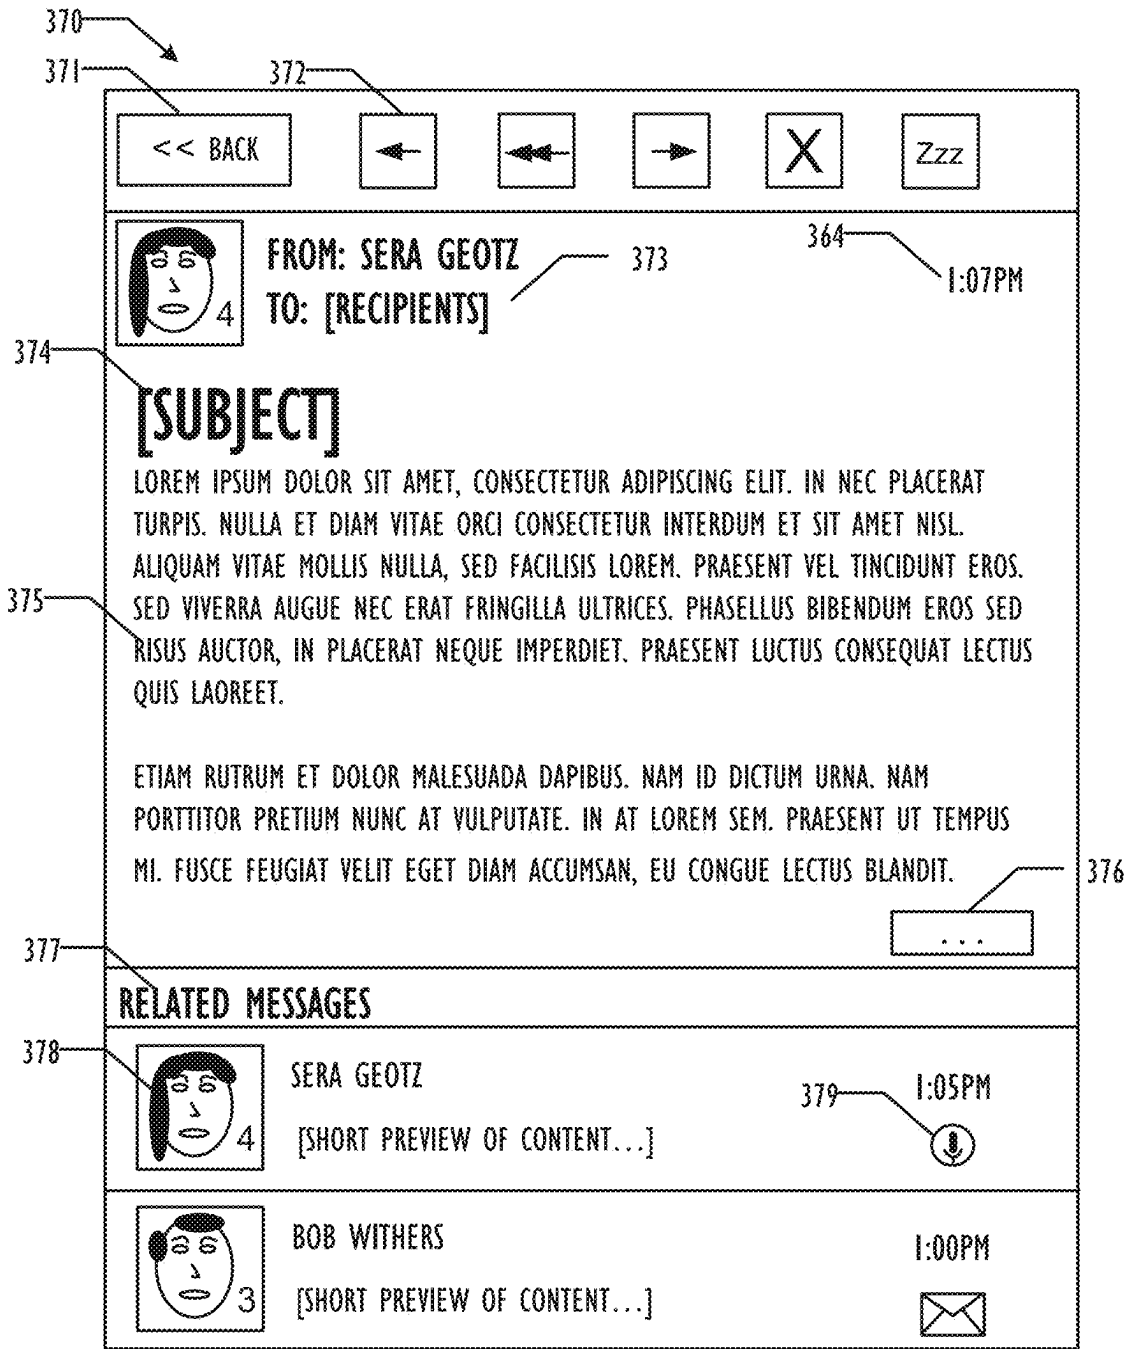 370
371
372
<< BACK
X
Zzz
364
FROM: SERA GEOTZ
373
1:07PM
TO: [RECIPIENTS]
4
374
[SUBJECT]
LOREM IPSUM DOLOR SIT AMET, CONSECTETUR ADIPISCING ELIT. IN NEC PLACERAT
TURPIS. NULLA ET DIAM VITAE ORCI CONSECTETUR INTERDUM ET SIT AMET NISL.
ALIQUAM VITAE MOLLIS NULLA, SED FACILISIS LOREM. PRAESENT VEL TINCIDUNT EROS.
375
SED VIVERRA AUGUE NEC ERAT FRINGILLA ULTRICES. PHASELLUS BIBENDUM EROS SED
RISUS AUCTOR, IN PLACERAT NEQUE IMPERDIET. PRAESENT LUCTUS CONSEQUAT LECTUS
QUIS LAOREET.
ETIAM RUTRUM ET DOLOR MALESUADA DAPIBUS. NAM ID DICTUM URNA. NAM
PORTTITOR PRETIUM NUNC AT VULPUTATE. IN AT LOREM SEM. PRAESENT UT TEMPUS
MI. FUSCE FEUGIAT VELIT EGET DIAM ACCUMSAN, EU CONGUE LECTUS BLANDIT.
376
...
377
RELATED MESSAGES
378
SERA GEOTZ
379
1:05PM
4
[SHORT PREVIEW OF CONTENT...]
BOB WITHERS
1:00PM
3
[SHORT PREVIEW OF CONTENT...]